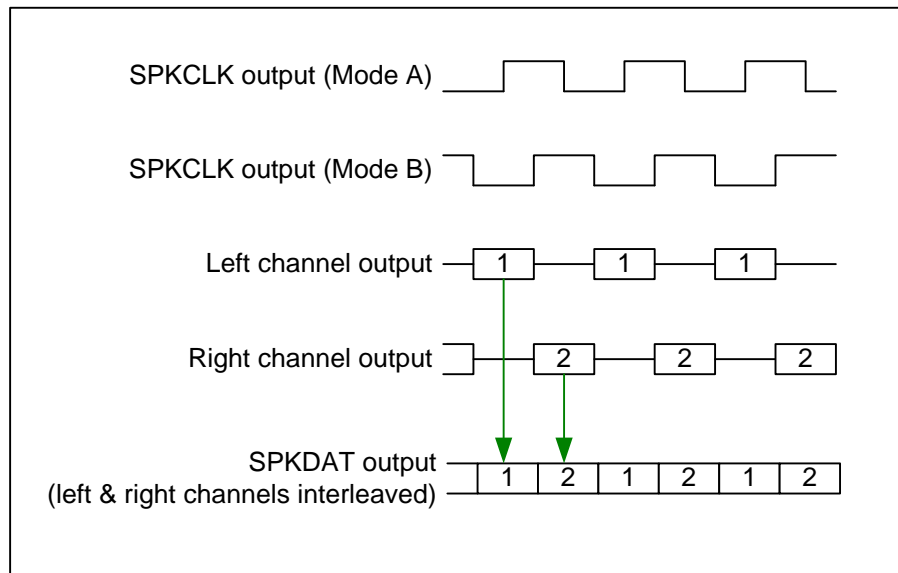 SPKCLK output (Mode A)
SPKCLK output (Mode B)
Left channel output
1 1 1
Right channel output
2 2 2
SPKDAT output
(left & right channels interleaved)
1 2 1 2 1 2